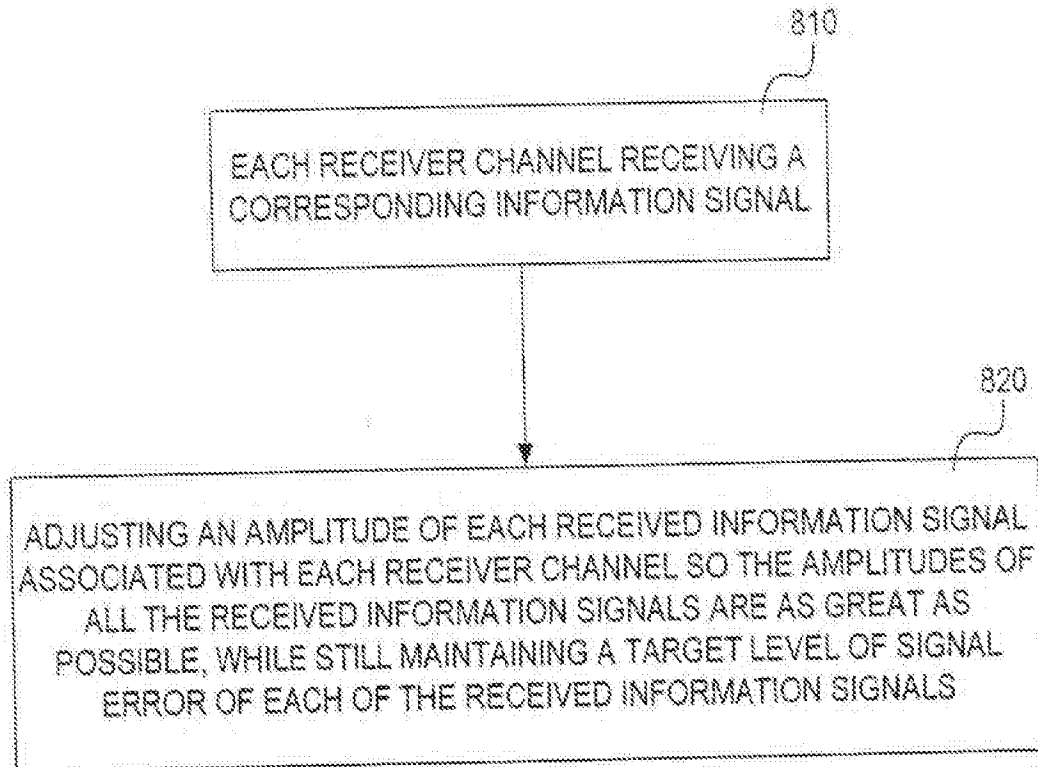 810
EACH RECEIVER CHANNEL RECEIVING A
CORRESPONDING INFORMATION SIGNAL
820
ADJUSTING AN AMPLITUDE OF EACH RECEIVED INFORMATION SIGNAL
ASSOCIATED WITH EACH RECEIVER CHANNEL SO THE AMPLITUDES OF
ALL THE RECEIVED INFORMATION SIGNALS ARE AS GREAT AS
POSSIBLE, WHILE STILL MAINTAINING A TARGET LEVEL OF SIGNAL
ERROR OF EACH OF THE RECEIVED INFORMATION SIGNALS